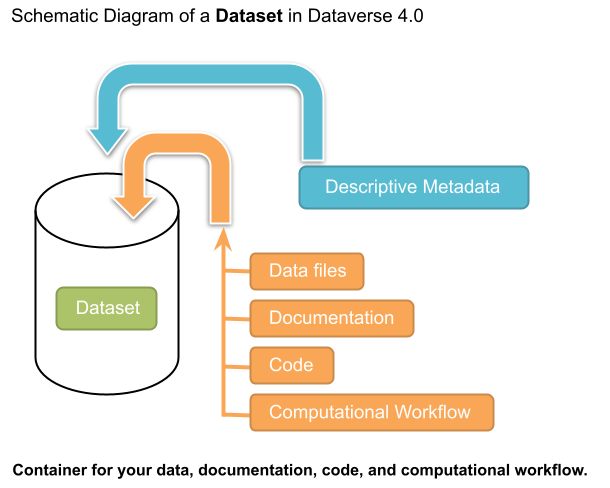 Schematic Diagram of a Dataset in Dataverse 4.0
Descriptive Metadata
Data files
Dataset
Documentation
Code
Computational Workflow
Container for your data, documentation, code, and computational workflow.